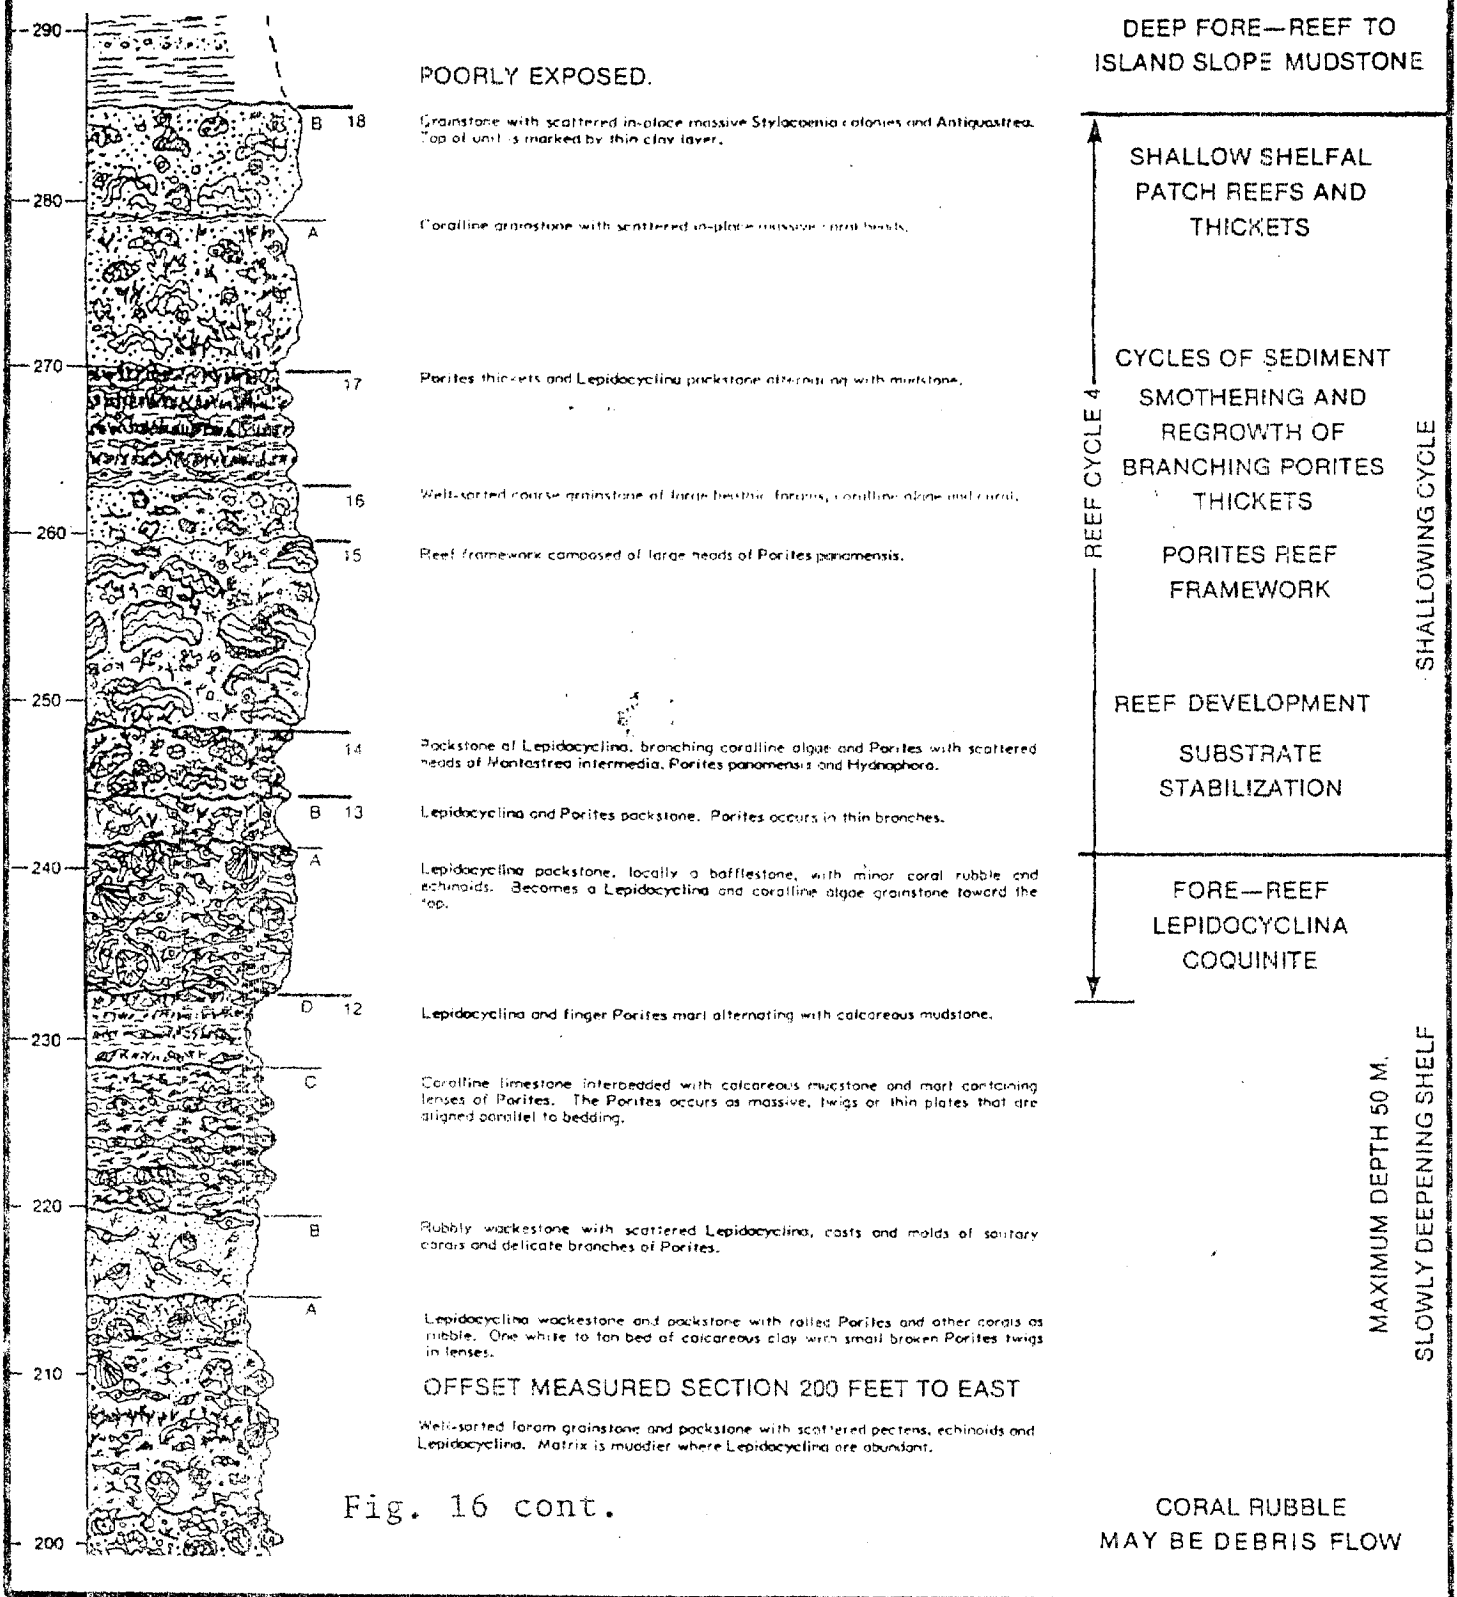 290
DEEP FORE—REEF TO
ISLAND SLOPE MUDSTONE
POORLY EXPOSED.
B 18
Grainstone with scattered in-place massive Stylacoenia colonies and Antiguastrea.
Top of unit is marked by thin clay layer.
SHALLOW SHELFAL
PATCH REEFS AND
THICKETS
280
A
Coralline grainstone with scattered in-place massive coral heads.
270
17
Porites thickets and Lepidocyclina packstone alternating with mudstone.
CYCLES OF SEDIMENT
SMOTHERING AND
REGROWTH OF
BRANCHING PORITES
THICKETS
REEF CYCLE 4
SHALLOWING CYCLE
16
Well-sorted coarse grainstone of large benthic forams, coralline algae and coral.
260
15
Reef framework composed of large heads of Porites panamensis.
PORITES REEF
FRAMEWORK
250
REEF DEVELOPMENT
14
Packstone of Lepidocyclina, branching coralline algae and Porites with scattered
heads of Montastrea intermedia, Porites panamensis and Hydnophora.
SUBSTRATE
STABILIZATION
B 13
Lepidocyclina and Porites packstone. Porites occurs in thin branches.
240
A
Lepidocyclina packstone, locally a bafflestone, with minor coral rubble and
echinoids. Becomes a Lepidocyclina and coralline algae grainstone toward the
top.
FORE—REEF
LEPIDOCYCLINA
COQUINITE
D 12
Lepidocyclina and finger Porites marl alternating with calcareous mudstone.
230
C
Coralline limestone interbedded with calcareous mudstone and marl containing
lenses of Porites. The Porites occurs as massive, twigs or thin plates that are
aligned parallel to bedding.
MAXIMUM DEPTH 50 M.
SLOWLY DEEPENING SHELF
220
B
Rubbly wackestone with scattered Lepidocyclina, casts and molds of solitary
corals and delicate branches of Porites.
A
Lepidocyclina wackestone and packstone with rolled Porites and other corals as
rubble. One white to tan bed of calcareous clay with small broken Porites twigs
in lenses.
210
OFFSET MEASURED SECTION 200 FEET TO EAST
Well-sorted foram grainstone and packstone with scattered pectens, echinoids and
Lepidocyclina. Matrix is muddier where Lepidocyclina are abundant.
Fig. 16 cont.
CORAL RUBBLE
MAY BE DEBRIS FLOW
200